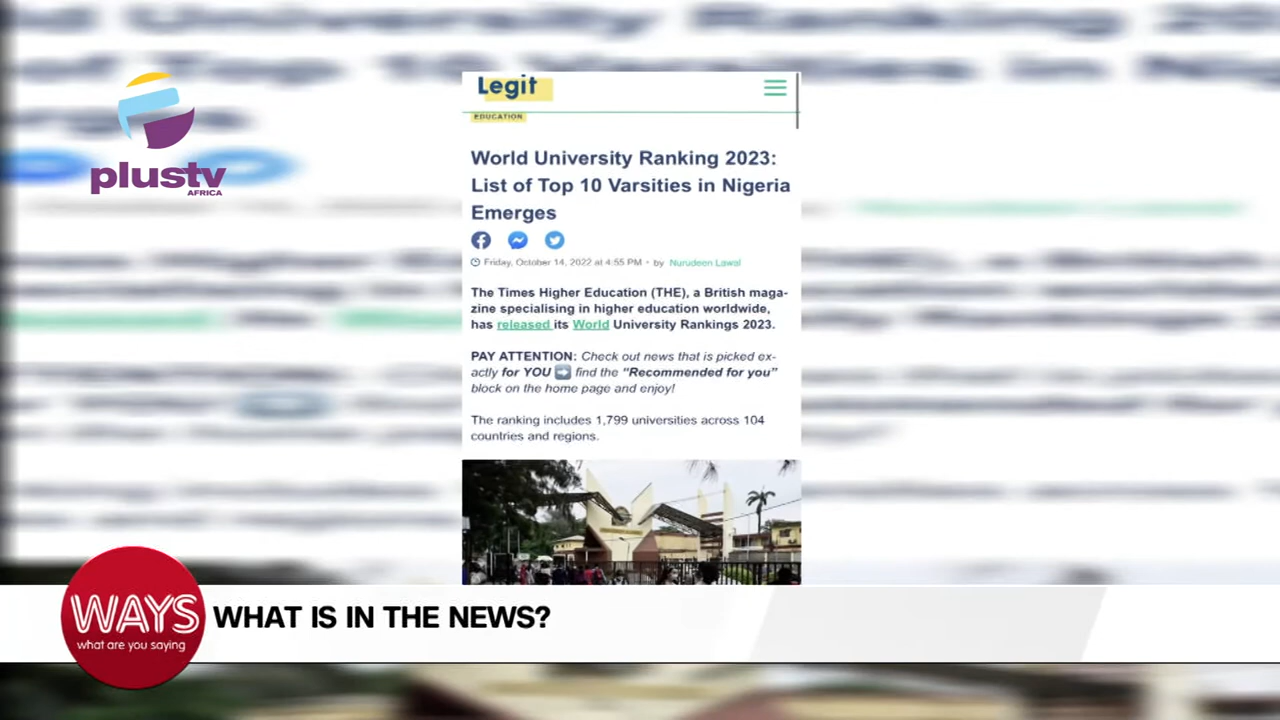 plustv
AFRICA
Legit
EDUCATION
World University Ranking 2023:
List of Top 10 Varsities in Nigeria
Emerges
Friday, October 14, 2022 at 4:55 PM • by Nurudeen Lawal
The Times Higher Education (THE), a British maga-
zine specialising in higher education worldwide,
has released its World University Rankings 2023.
PAY ATTENTION: Check out news that is picked ex-
actly for YOU ➡ find the “Recommended for you”
block on the home page and enjoy!
The ranking includes 1,799 universities across 104
countries and regions.
WAYS
what are you saying
WHAT IS IN THE NEWS?